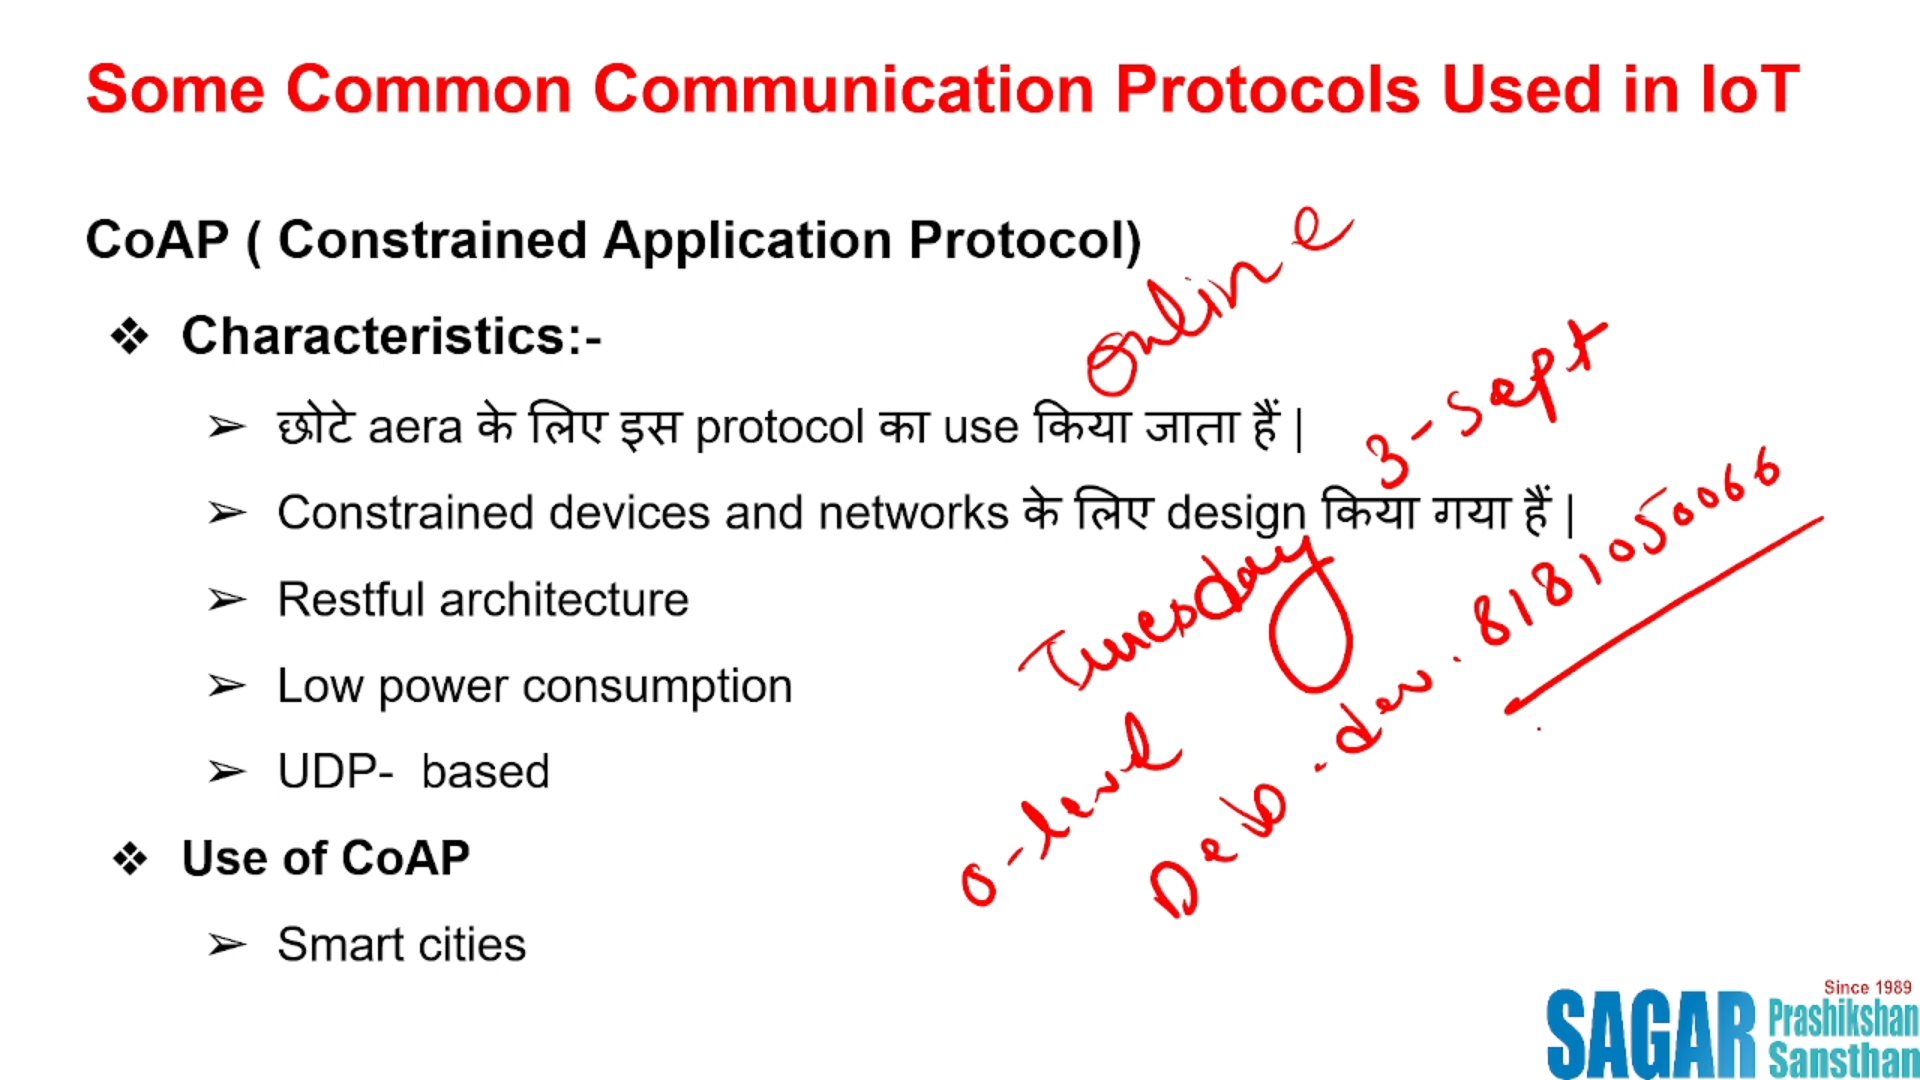 Some Common Communication Protocols Used in IoT
CoAP ( Constrained Application Protocol)
❖ Characteristics:-
➢ छोटे aera के लिए इस protocol का use किया जाता हैं |
➢ Constrained devices and networks के लिए design किया गया हैं |
➢ Restful architecture
➢ Low power consumption
➢ UDP- based
❖ Use of CoAP
➢ Smart cities
Online
3-Sept
Tuesday
O-level
Deb.dev.8181050066
Since 1989
SAGAR
Prashikshan
Sansthan